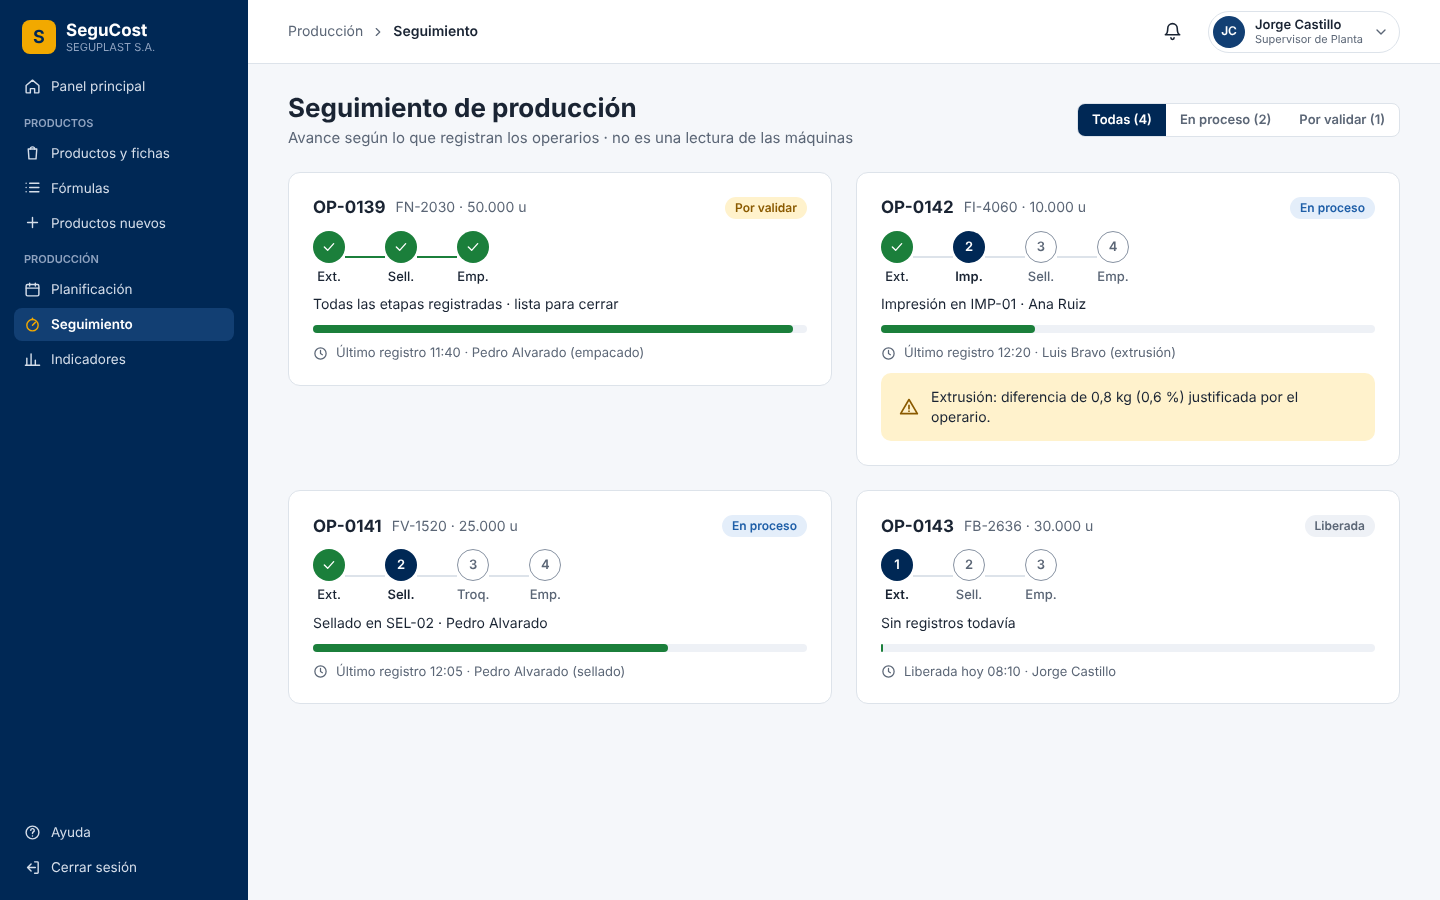 S
SeguCost
SEGUPLAST S.A.
Panel principal
PRODUCTOS
Productos y fichas
Fórmulas
Productos nuevos
PRODUCCIÓN
Planificación
Seguimiento
Indicadores
Ayuda
Cerrar sesión
Producción > Seguimiento
JC
Jorge Castillo
Supervisor de Planta
Seguimiento de producción
Avance según lo que registran los operarios · no es una lectura de las máquinas
Todas (4) En proceso (2) Por validar (1)
OP-0139 FN-2030 · 50.000 u Por validar
Ext. Sell. Emp.
Todas las etapas registradas · lista para cerrar
Último registro 11:40 · Pedro Alvarado (empacado)
OP-0142 FI-4060 · 10.000 u En proceso
2 3 4
Ext. Imp. Sell. Emp.
Impresión en IMP-01 · Ana Ruiz
Último registro 12:20 · Luis Bravo (extrusión)
Extrusión: diferencia de 0,8 kg (0,6 %) justificada por el
operario.
OP-0141 FV-1520 · 25.000 u En proceso
2 3 4
Ext. Sell. Troq. Emp.
Sellado en SEL-02 · Pedro Alvarado
Último registro 12:05 · Pedro Alvarado (sellado)
OP-0143 FB-2636 · 30.000 u Liberada
1 2 3
Ext. Sell. Emp.
Sin registros todavía
Liberada hoy 08:10 · Jorge Castillo